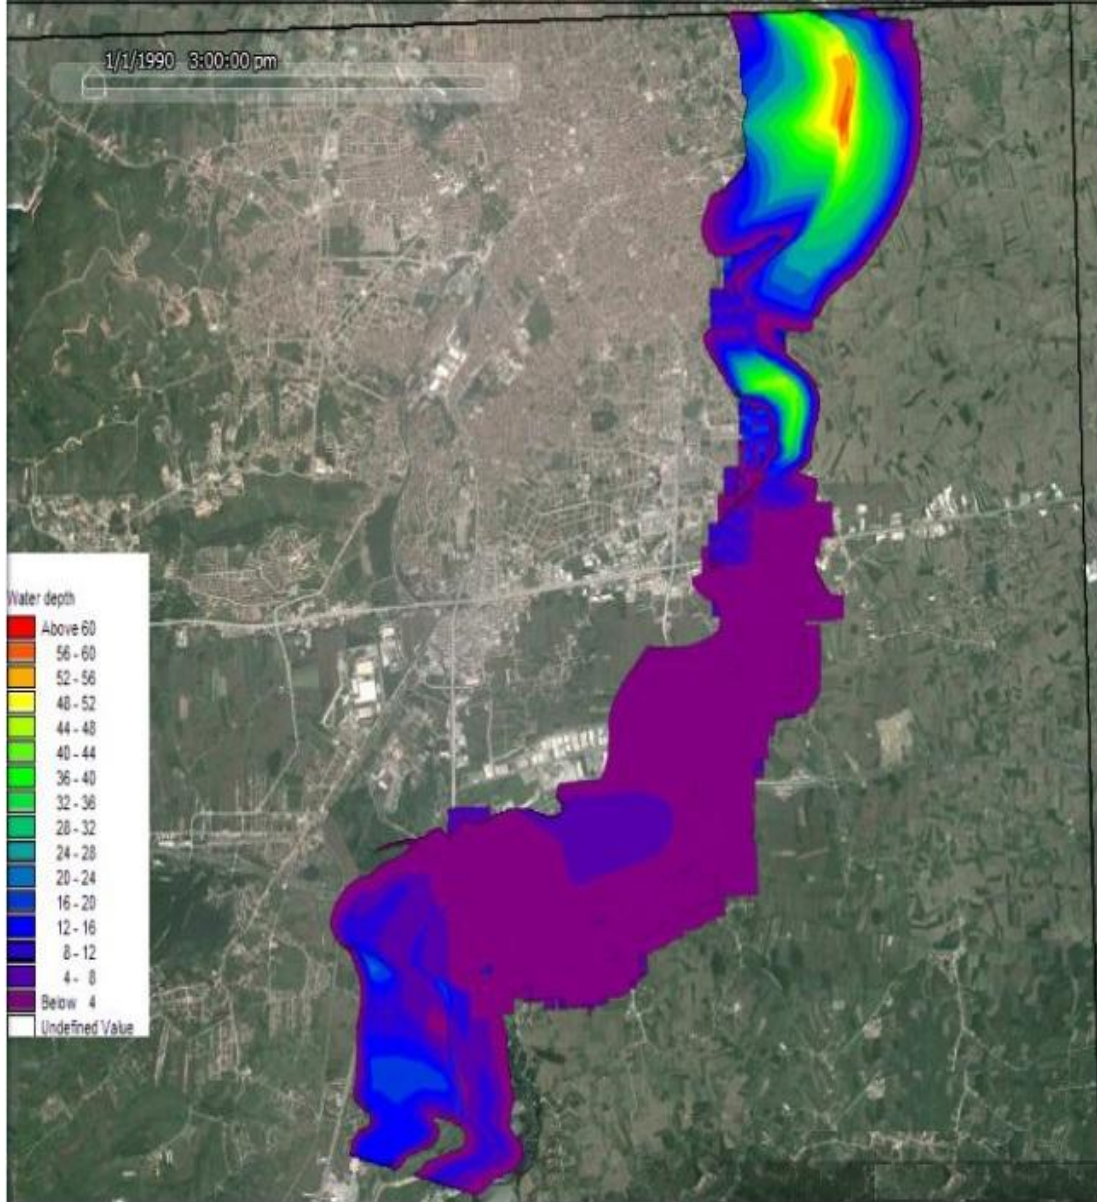 1/1/1990 3:00:00 pm
Water depth
Above 60
56 - 60
52 - 56
48 - 52
44 - 48
40 - 44
36 - 40
32 - 36
28 - 32
24 - 28
20 - 24
16 - 20
12 - 16
8 - 12
4 - 8
Below 4
Undefined Value